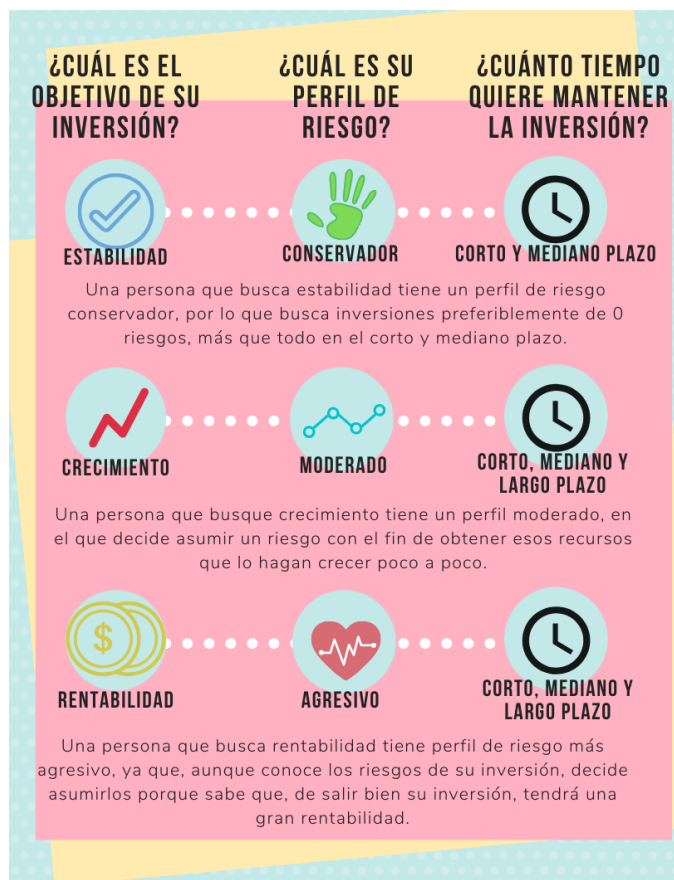 ¿CUÁL ES EL
OBJETIVO DE SU
INVERSIÓN?
¿CUÁL ES SU
PERFIL DE
RIESGO?
¿CUÁNTO TIEMPO
QUIERE MANTENER
LA INVERSIÓN?
ESTABILIDAD
CONSERVADOR
CORTO Y MEDIANO PLAZO
Una persona que busca estabilidad tiene un perfil de riesgo
conservador, por lo que busca inversiones preferiblemente de 0
riesgos, más que todo en el corto y mediano plazo.
CRECIMIENTO
MODERADO
CORTO, MEDIANO Y
LARGO PLAZO
Una persona que busque crecimiento tiene un perfil moderado, en
el que decide asumir un riesgo con el fin de obtener esos recursos
que lo hagan crecer poco a poco.
$
RENTABILIDAD
AGRESIVO
CORTO, MEDIANO Y
LARGO PLAZO
Una persona que busca rentabilidad tiene perfil de riesgo más
agresivo, ya que, aunque conoce los riesgos de su inversión, decide
asumirlos porque sabe que, de salir bien su inversión, tendrá una
gran rentabilidad.